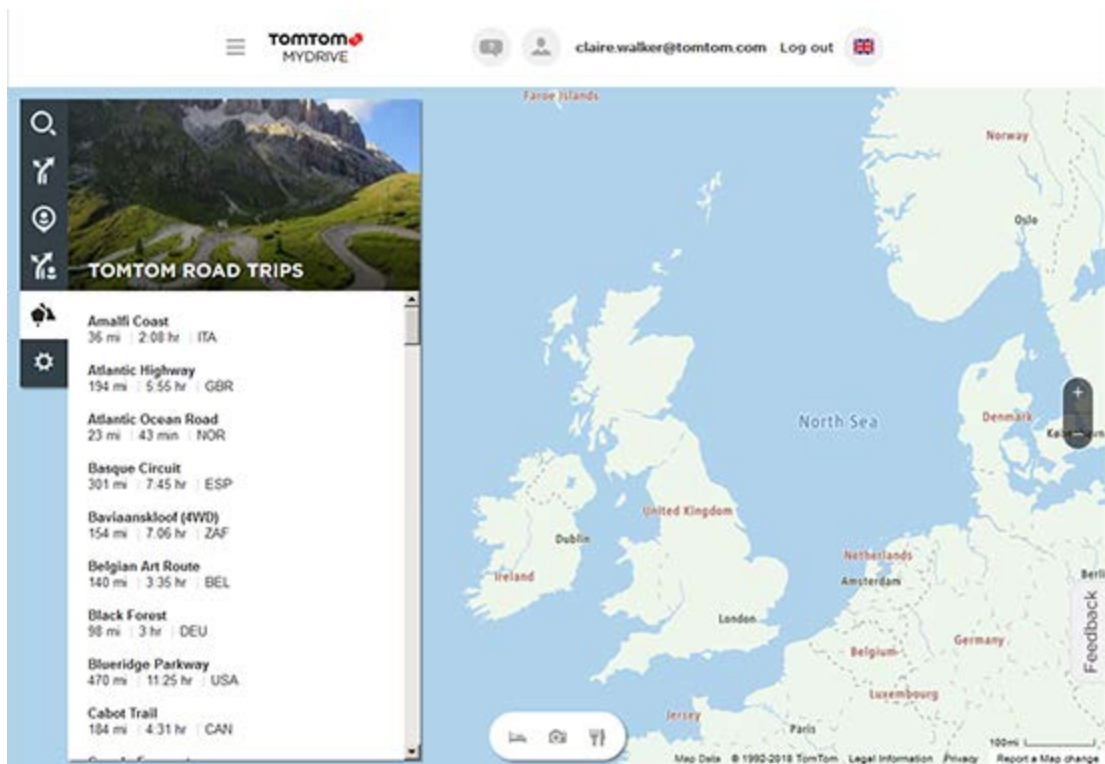 TOMTOM
MYDRIVE
claire.walker@tomtom.com Log out
TOMTOM ROAD TRIPS
Amalfi Coast
36 mi 2:08 hr ITA
Atlantic Highway
194 mi 5:55 hr GBR
Atlantic Ocean Road
23 mi 43 min NOR
Basque Circuit
301 mi 7:45 hr ESP
Baviaanskloof (4WD)
154 mi 7:06 hr ZAF
Belgian Art Route
140 mi 3:35 hr BEL
Black Forest
98 mi 3 hr DEU
Blueridge Parkway
470 mi 11:25 hr USA
Cabot Trail
184 mi 4:31 hr CAN
Faroe Islands
Norway
Oslo
North Sea
Denmark
United Kingdom
Dublin
Ireland
Netherlands
Amsterdam
Berli
London
Belgium
Germany
Luxembourg
Jersey
Paris
Feedback
100mi
Map Data © 1992-2018 TomTom Legal Information Privacy Report a Map change